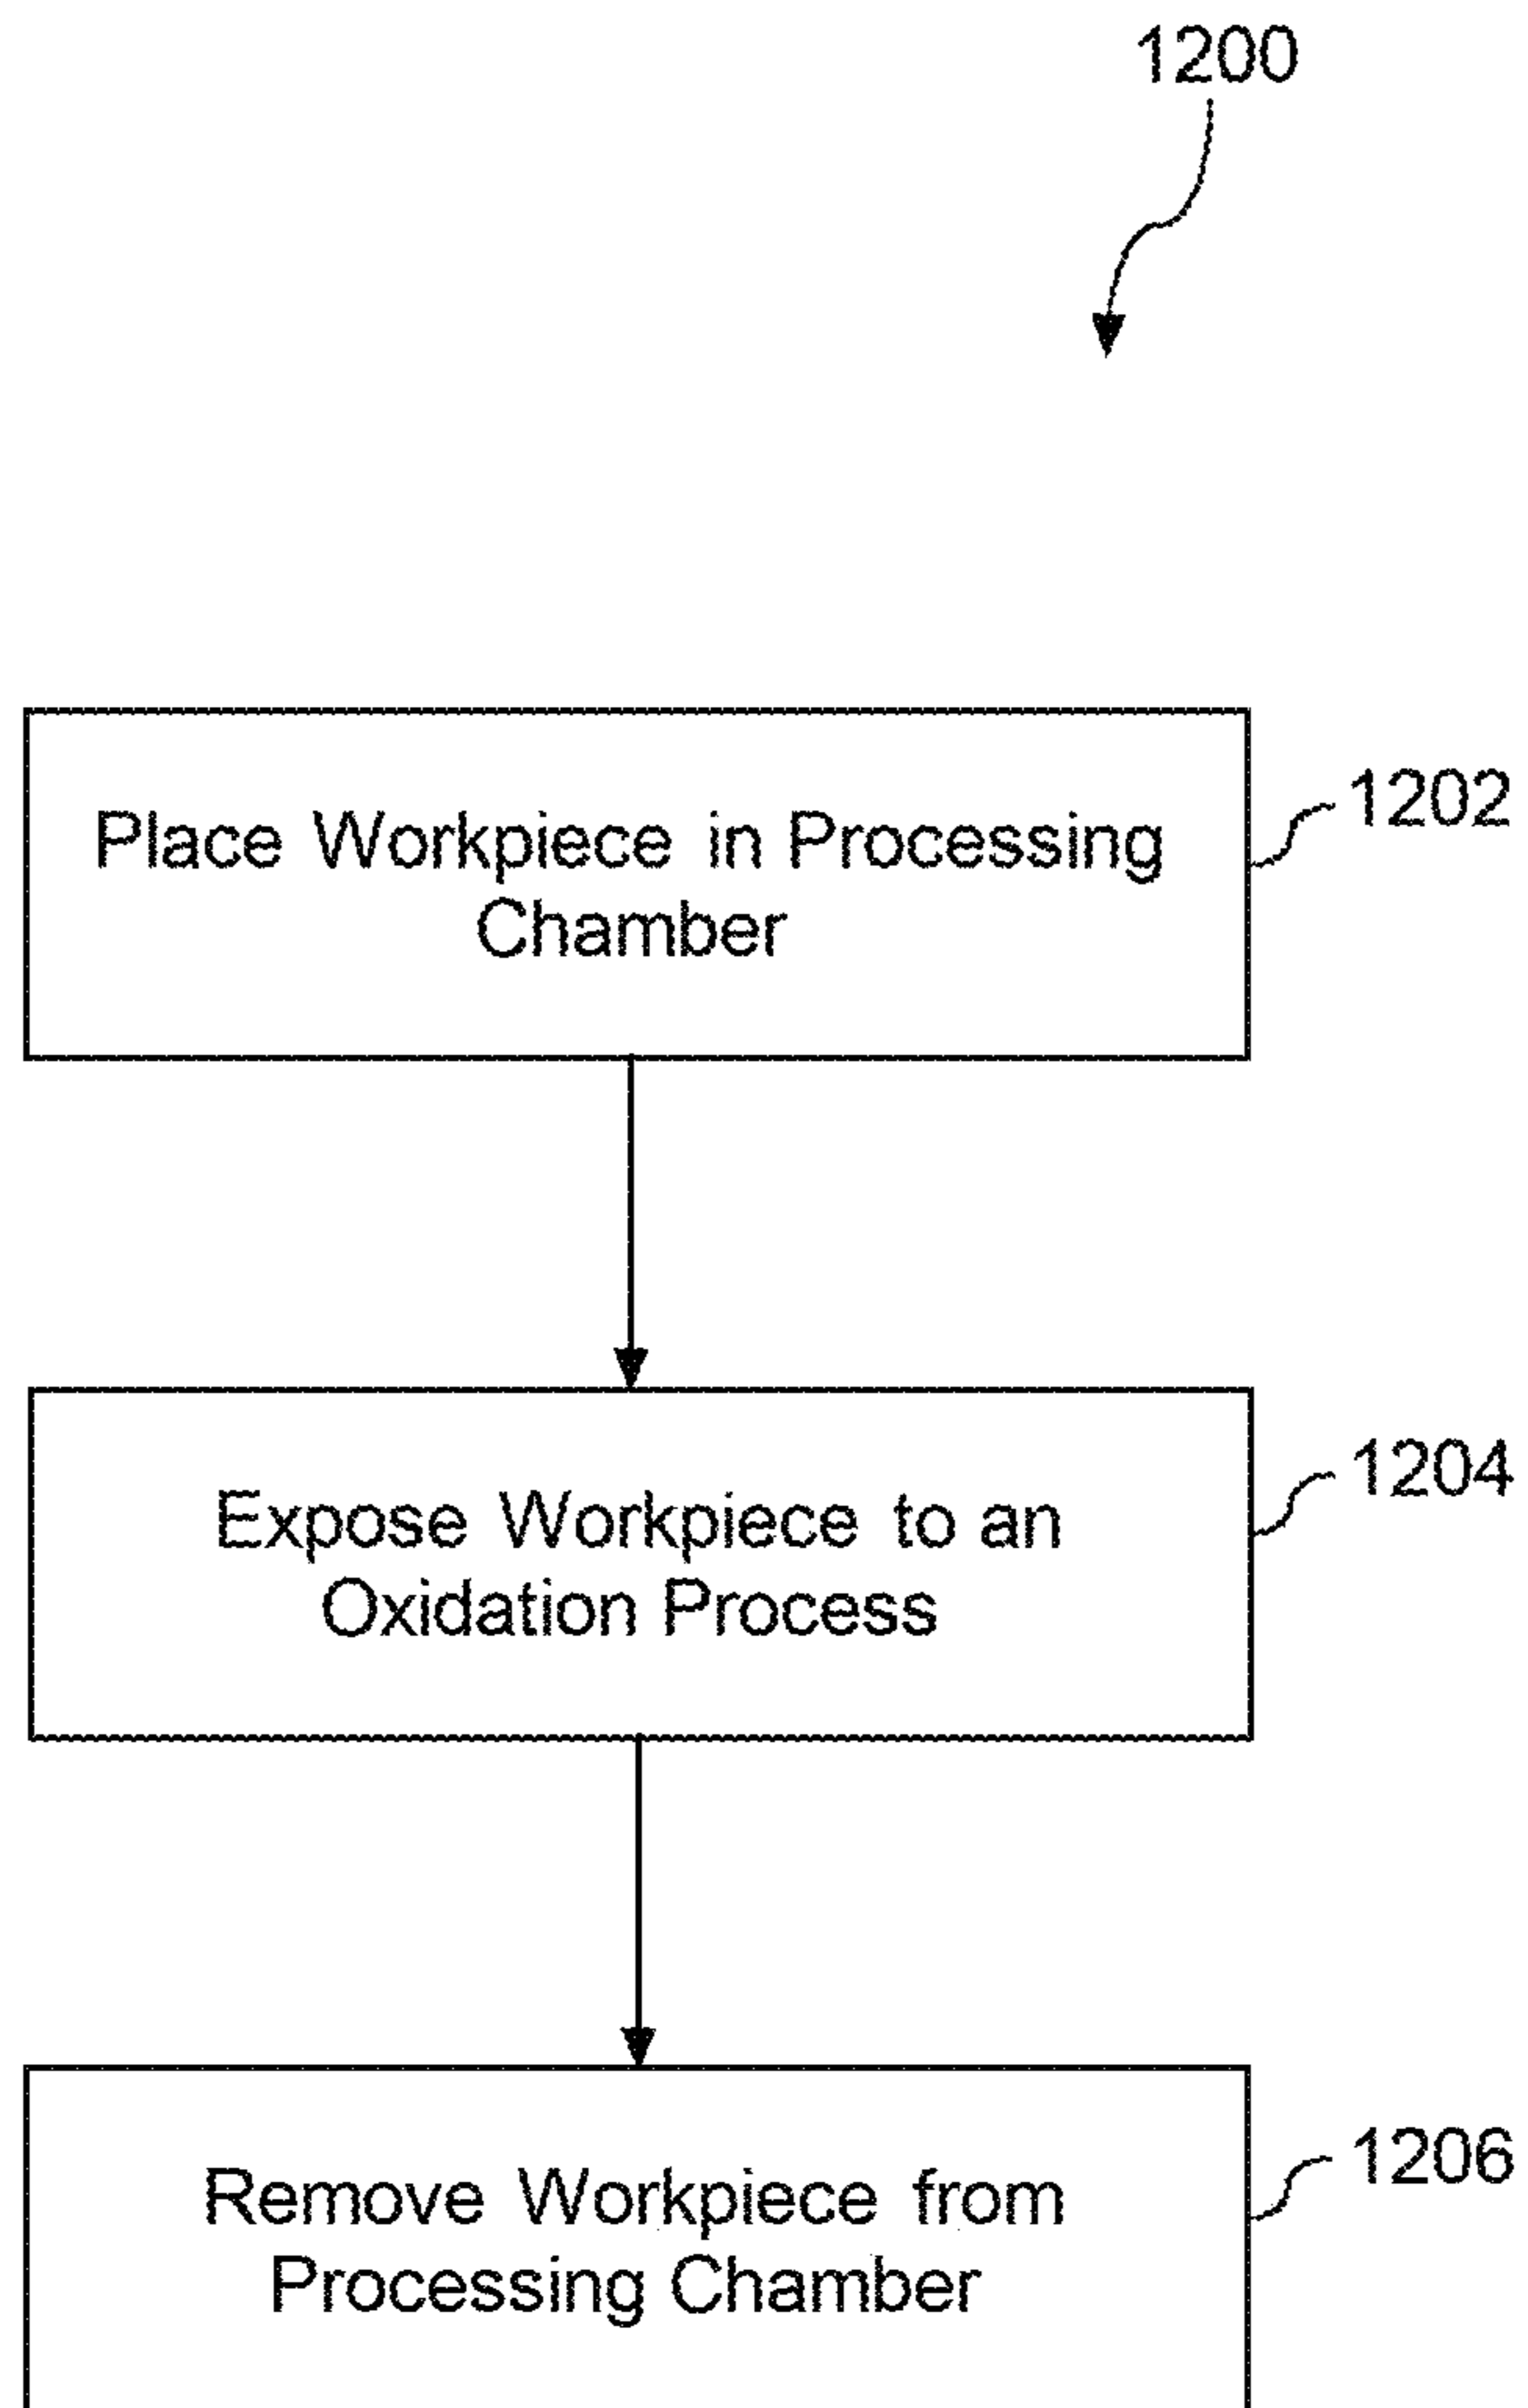 1200
Place Workpiece in Processing
Chamber
1202
Expose Workpiece to an
Oxidation Process
1204
Remove Workpiece from
Processing Chamber
1206